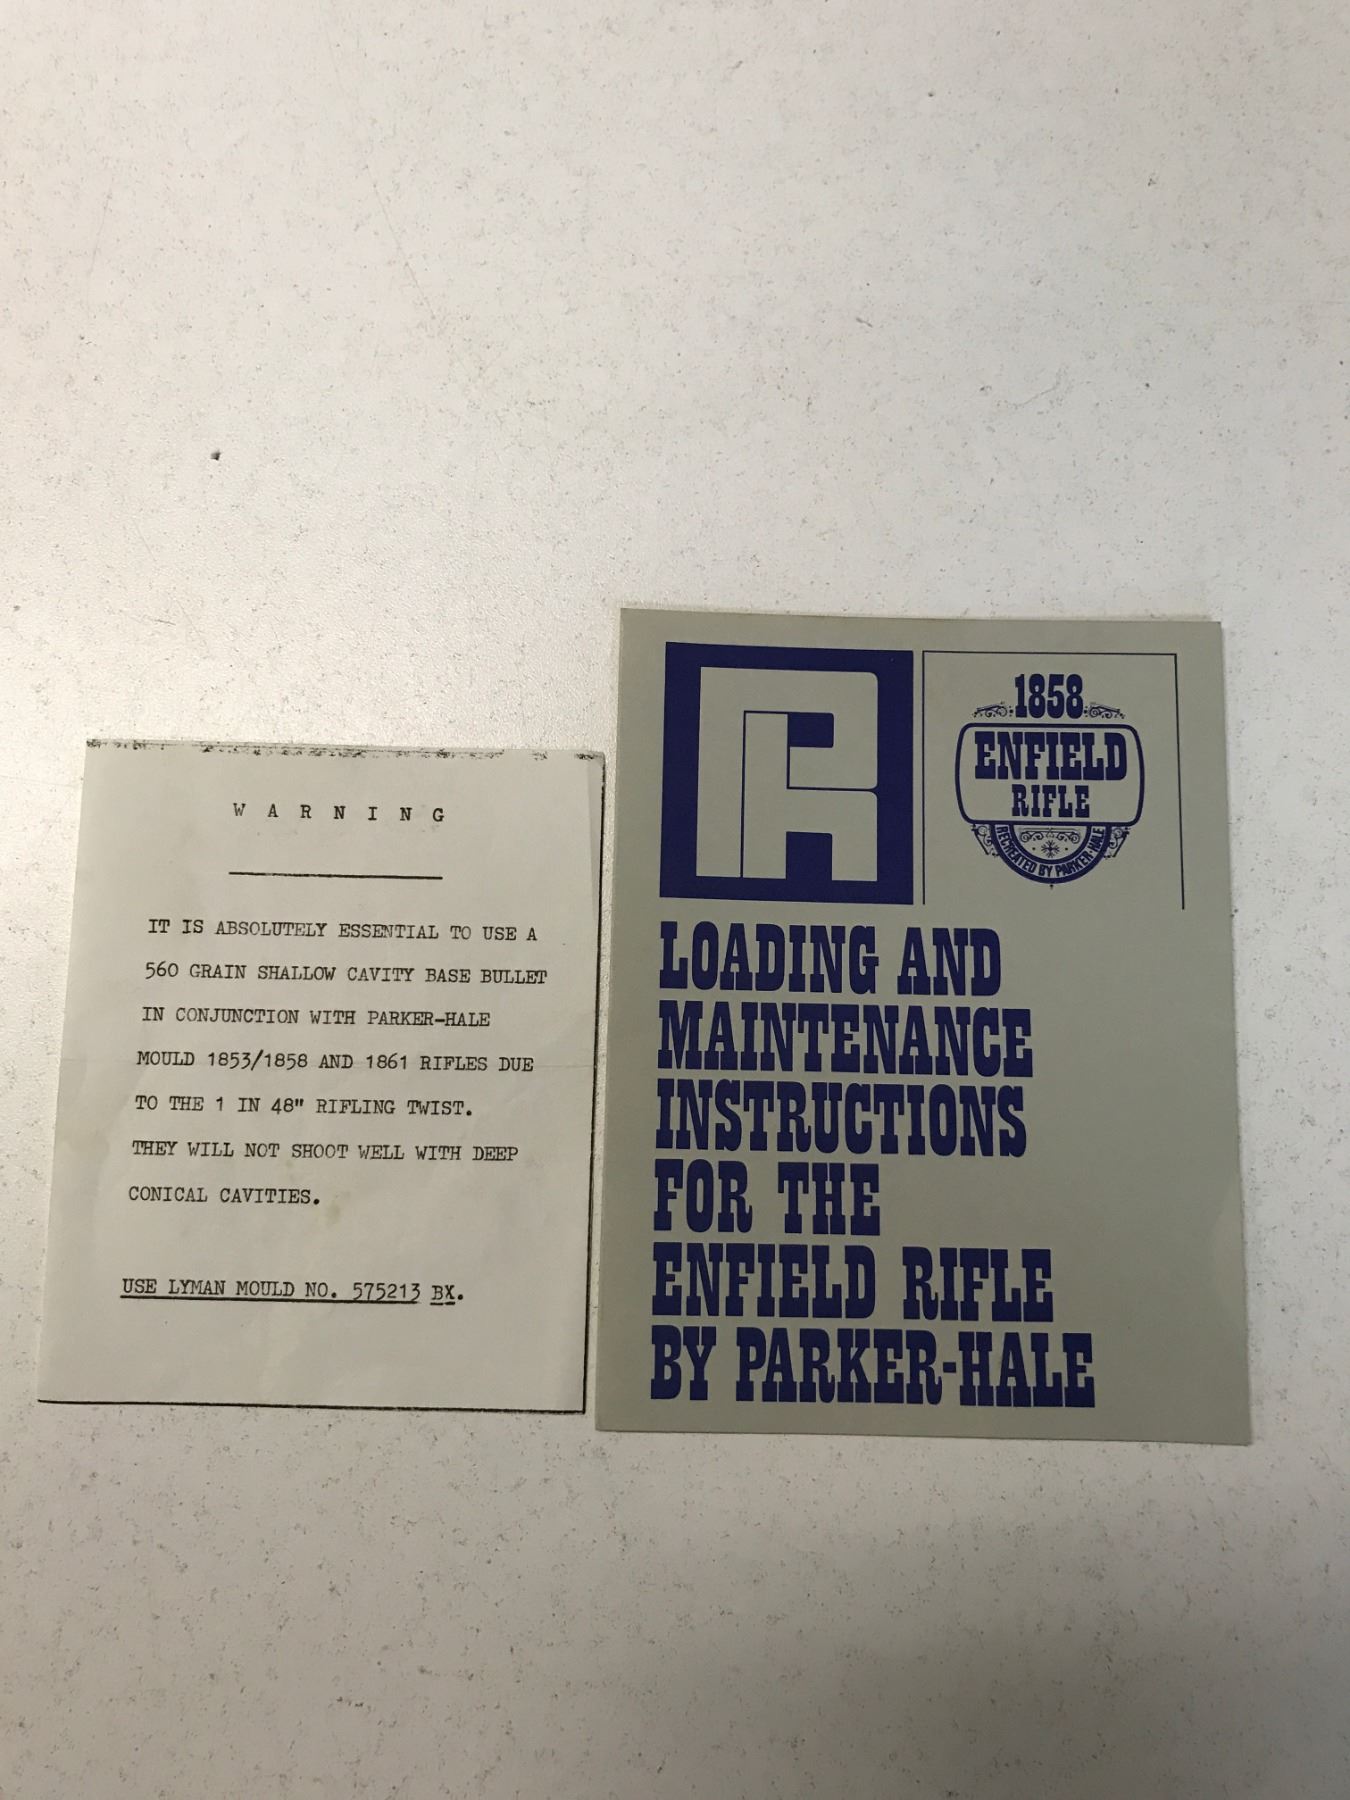 W A R N I N G
IT IS ABSOLUTELY ESSENTIAL TO USE A
560 GRAIN SHALLOW CAVITY BASE BULLET
IN CONJUNCTION WITH PARKER-HALE
MOULD 1853/1858 AND 1861 RIFLES DUE
TO THE 1 IN 48" RIFLING TWIST.
THEY WILL NOT SHOOT WELL WITH DEEP
CONICAL CAVITIES.
USE LYMAN MOULD NO. 575213 BX.
PH
1858
ENFIELD
RIFLE
RECREATED BY PARKER-HALE
LOADING AND
MAINTENANCE
INSTRUCTIONS
FOR THE
ENFIELD RIFLE
BY PARKER-HALE